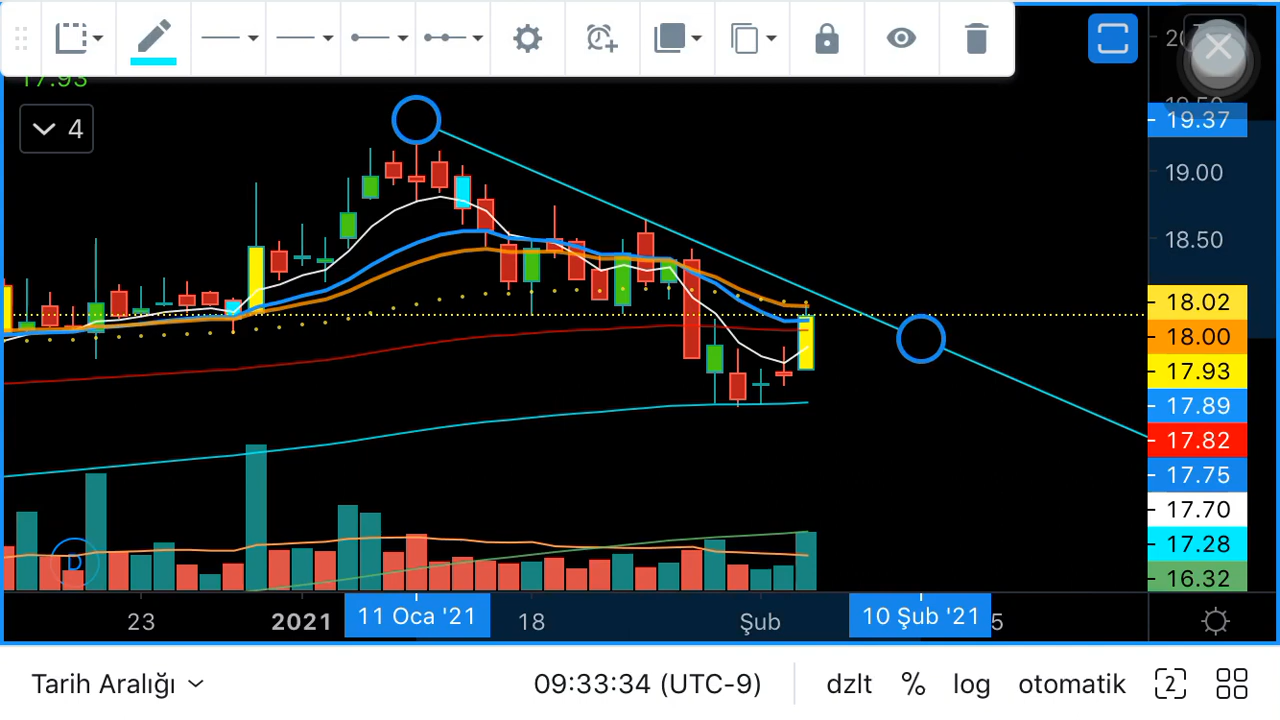 17.93
4
19.37
19.00
18.50
18.02
18.00
17.93
17.89
17.82
17.75
17.70
17.28
16.32
D
23
2021
11 Oca '21
18
Şub
10 Şub '21
5
Tarih Aralığı
09:33:34 (UTC-9)
dzlt
%
log
otomatik
2